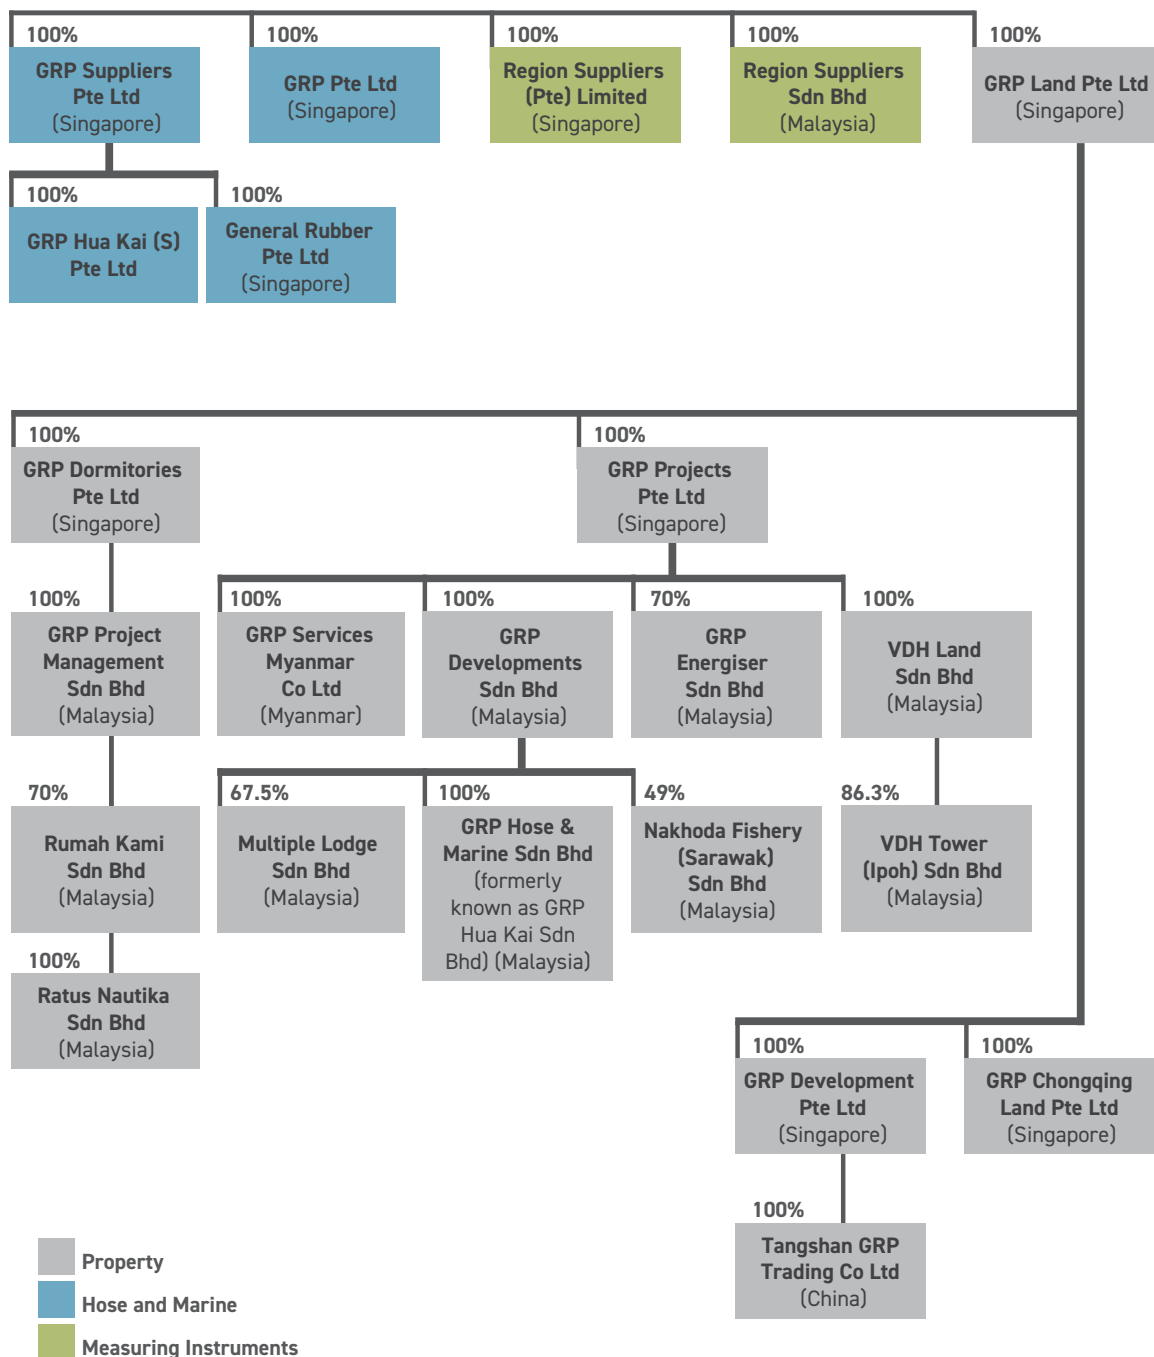 100%
GRP Suppliers
Pte Ltd
(Singapore)
100%
GRP Pte Ltd
(Singapore)
100%
Region Suppliers
(Pte) Limited
(Singapore)
100%
Region Suppliers
Sdn Bhd
(Malaysia)
100%
GRP Land Pte Ltd
(Singapore)
100%
GRP Hua Kai (S)
Pte Ltd
100%
General Rubber
Pte Ltd
(Singapore)
100%
GRP Dormitories
Pte Ltd
(Singapore)
100%
GRP Projects
Pte Ltd
(Singapore)
100%
GRP Project
Management
Sdn Bhd
(Malaysia)
100%
GRP Services
Myanmar
Co Ltd
(Myanmar)
100%
GRP
Developments
Sdn Bhd
(Malaysia)
70%
GRP
Energiser
Sdn Bhd
(Malaysia)
100%
VDH Land
Sdn Bhd
(Malaysia)
70%
Rumah Kami
Sdn Bhd
(Malaysia)
67.5%
Multiple Lodge
Sdn Bhd
(Malaysia)
100%
GRP Hose &
Marine Sdn Bhd
(formerly
known as GRP
Hua Kai Sdn
Bhd) (Malaysia)
49%
Nakhoda Fishery
(Sarawak)
Sdn Bhd
(Malaysia)
86.3%
VDH Tower
(Ipoh) Sdn Bhd
(Malaysia)
100%
Ratus Nautika
Sdn Bhd
(Malaysia)
100%
GRP Development
Pte Ltd
(Singapore)
100%
GRP Chongqing
Land Pte Ltd
(Singapore)
100%
Tangshan GRP
Trading Co Ltd
(China)
Property
Hose and Marine
Measuring Instruments